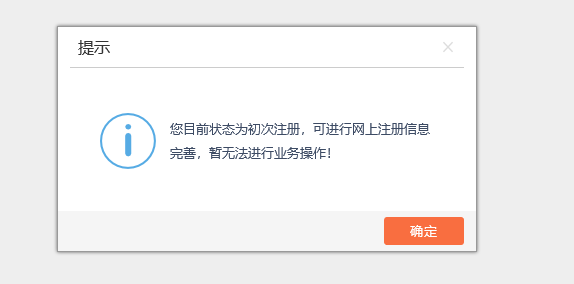 提示
您目前状态为初次注册，可进行网上注册信息
完善，暂无法进行业务操作！
确定